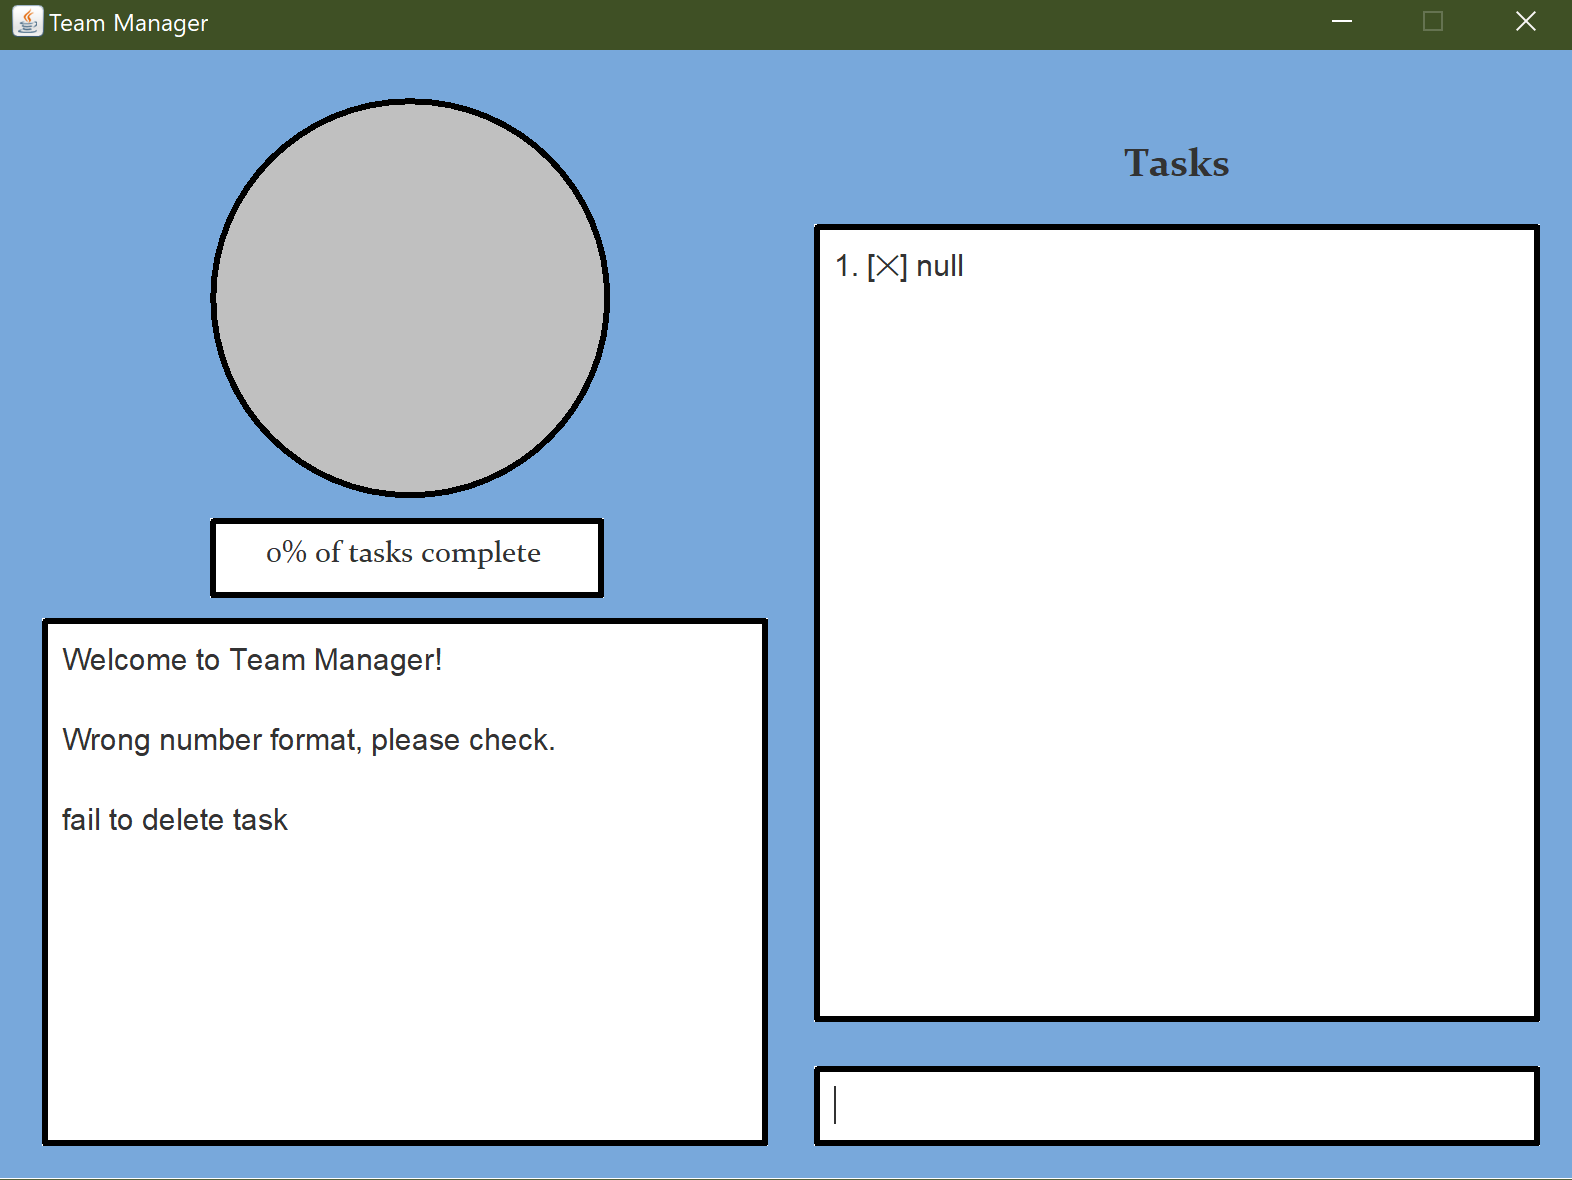 Team Manager
0% of tasks complete
Welcome to Team Manager!
Wrong number format, please check.
fail to delete task
Tasks
1. [╳] null